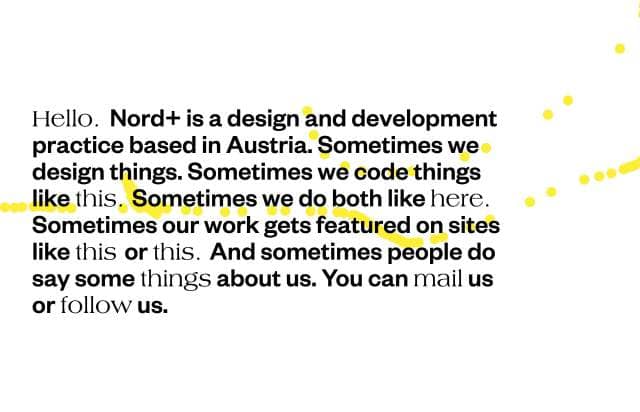 Hello. Nord+ is a design and development
practice based in Austria. Sometimes we
design things. Sometimes we code things
like this. Sometimes we do both like here.
Sometimes our work gets featured on sites
like this or this. And sometimes people do
say some things about us. You can mail us
or follow us.